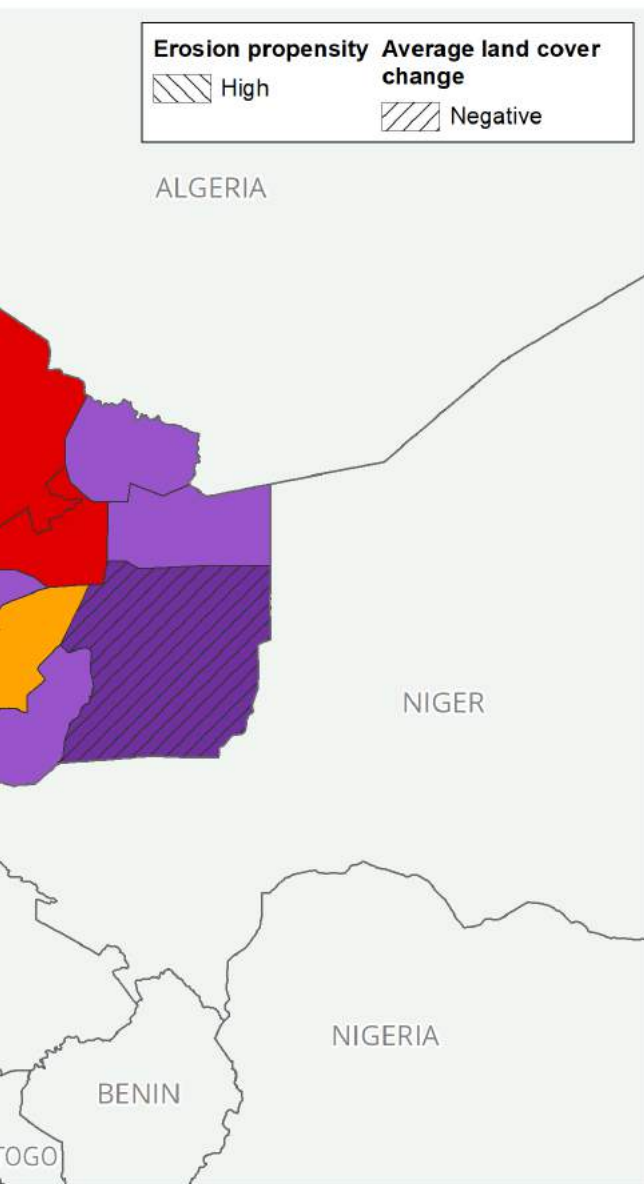 Erosion propensity
High
Average land cover
change
Negative
ALGERIA
NIGER
NIGERIA
BENIN
TOGO